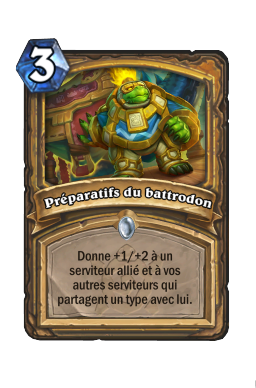 3
Préparatifs du battrodon
Donne +1/+2 à un
serviteur allié et à vos
autres serviteurs qui
partagent un type avec lui.